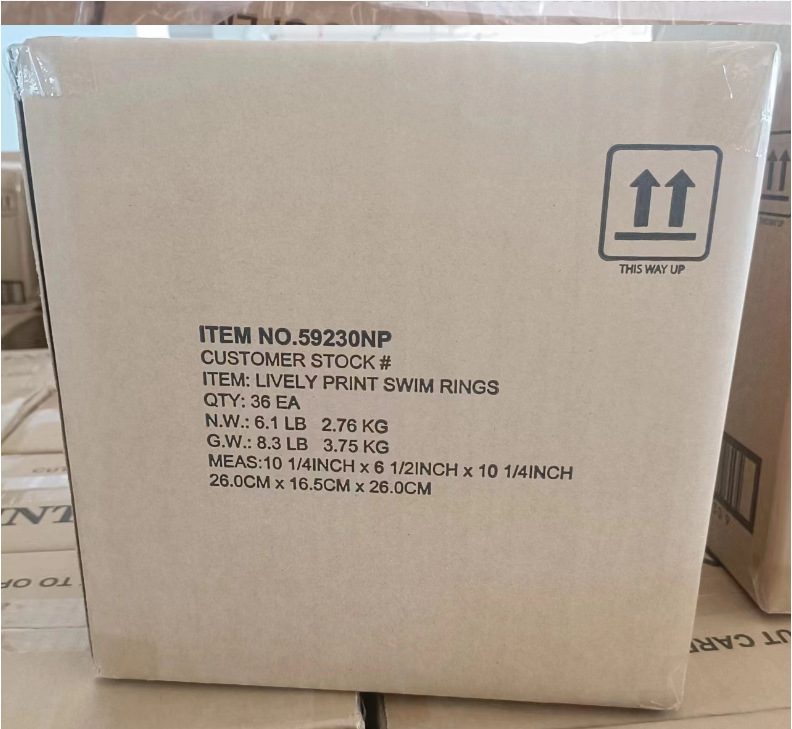 THIS WAY UP
ITEM NO.59230NP
CUSTOMER STOCK #
ITEM: LIVELY PRINT SWIM RINGS
QTY: 36 EA
N.W.: 6.1 LB 2.76 KG
G.W.: 8.3 LB 3.75 KG
MEAS:10 1/4INCH x 6 1/2INCH x 10 1/4INCH
26.0CM x 16.5CM x 26.0CM